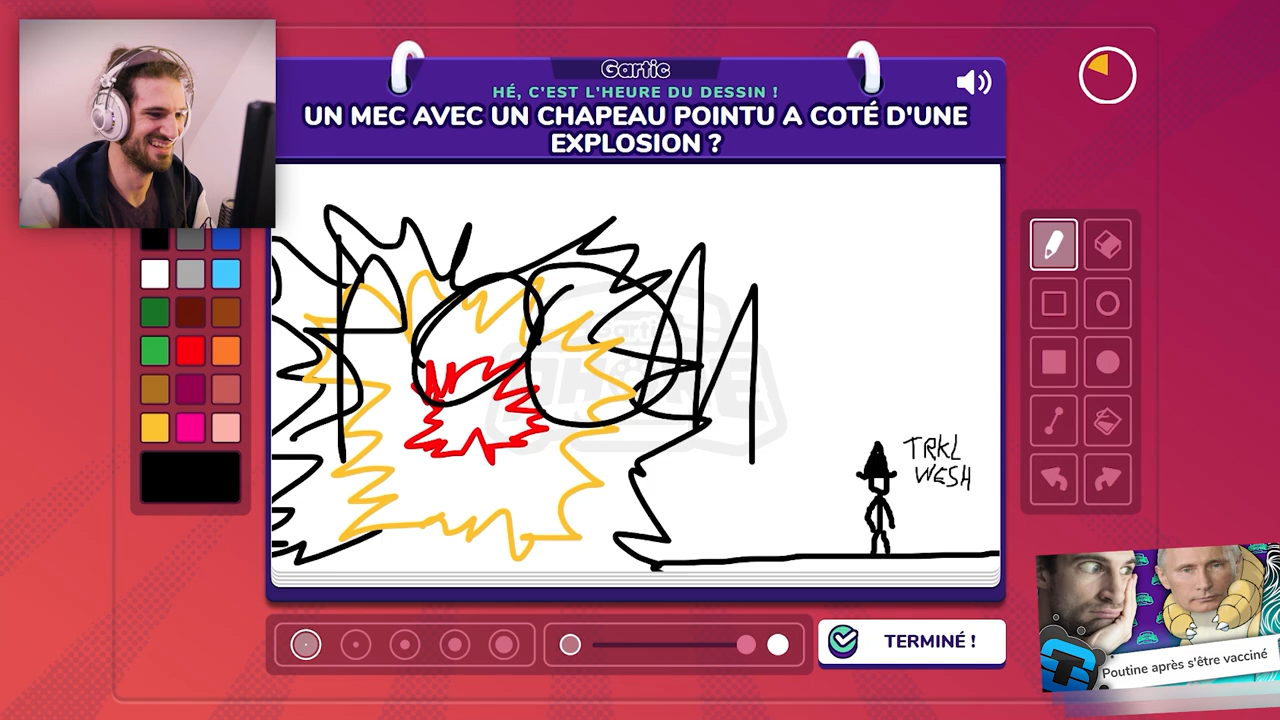 Gartic
HÉ, C'EST L'HEURE DU DESSIN !
UN MEC AVEC UN CHAPEAU POINTU A COTÉ D'UNE
EXPLOSION ?
TRKL
WESH
TERMINÉ !
Poutine après s'être vacciné